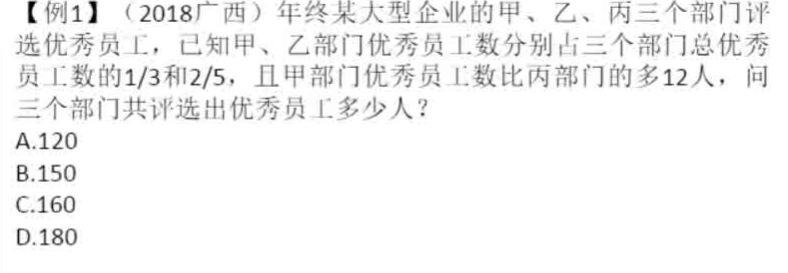 【例1】（2018广西）年终某大型企业的甲、乙、丙三个部门评
选优秀员工，已知甲、乙部门优秀员工数分别占三个部门总优秀
员工数的1/3和2/5，且甲部门优秀员工数比丙部门的多12人，问
三个部门共评选出优秀员工多少人？
A.120
B.150
C.160
D.180